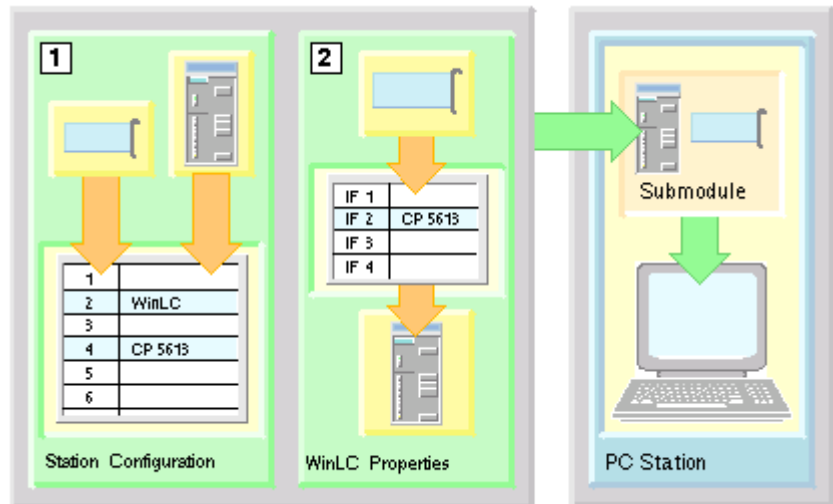 1
2
1
2 WinLC
3
4 CP 5613
5
6
Station Configuration
IF 1
IF 2 CP 5613
IF 3
IF 4
WinLC Properties
Submodule
PC Station